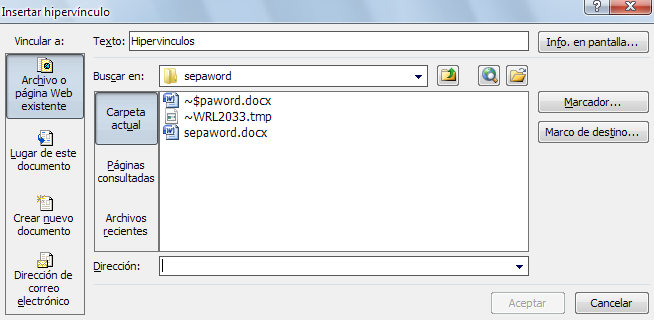 Insertar hipervínculo
Vincular a:
Texto: Hipervinculos
Info. en pantalla...
Archivo o
página Web
existente
Buscar en: sepaword
Carpeta
actual
~$paword.docx
~WRL2033.tmp
sepaword.docx
Marcador...
Marco de destino...
Lugar de este
documento
Páginas
consultadas
Crear nuevo
documento
Archivos
recientes
Dirección de
correo
electrónico
Dirección:
Aceptar
Cancelar